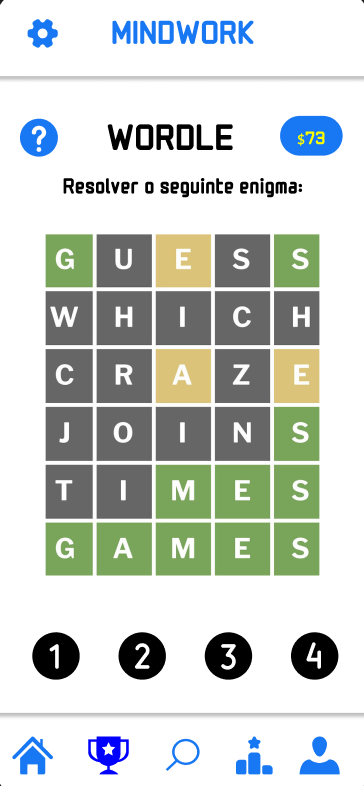 MINDWORK
?
WORDLE
$73
Resolver o seguinte enigma:
G U E S S
W H I C H
C R A Z E
J O I N S
T I M E S
G A M E S
1 2 3 4